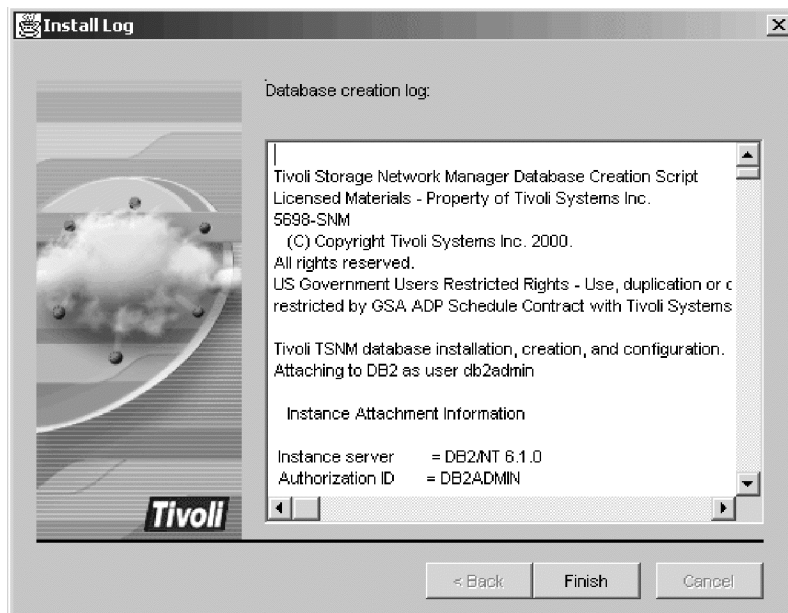 Install Log
Database creation log:
Tivoli Storage Network Manager Database Creation Script
Licensed Materials - Property of Tivoli Systems Inc.
5698-SNM
(C) Copyright Tivoli Systems Inc. 2000.
All rights reserved.
US Government Users Restricted Rights - Use, duplication or
restricted by GSA ADP Schedule Contract with Tivoli Systems
Tivoli TSNM database installation, creation, and configuration.
Attaching to DB2 as user db2admin
Instance Attachment Information
Instance server = DB2/NT 6.1.0
Authorization ID = DB2ADMIN
Tivoli
< Back Finish Cancel